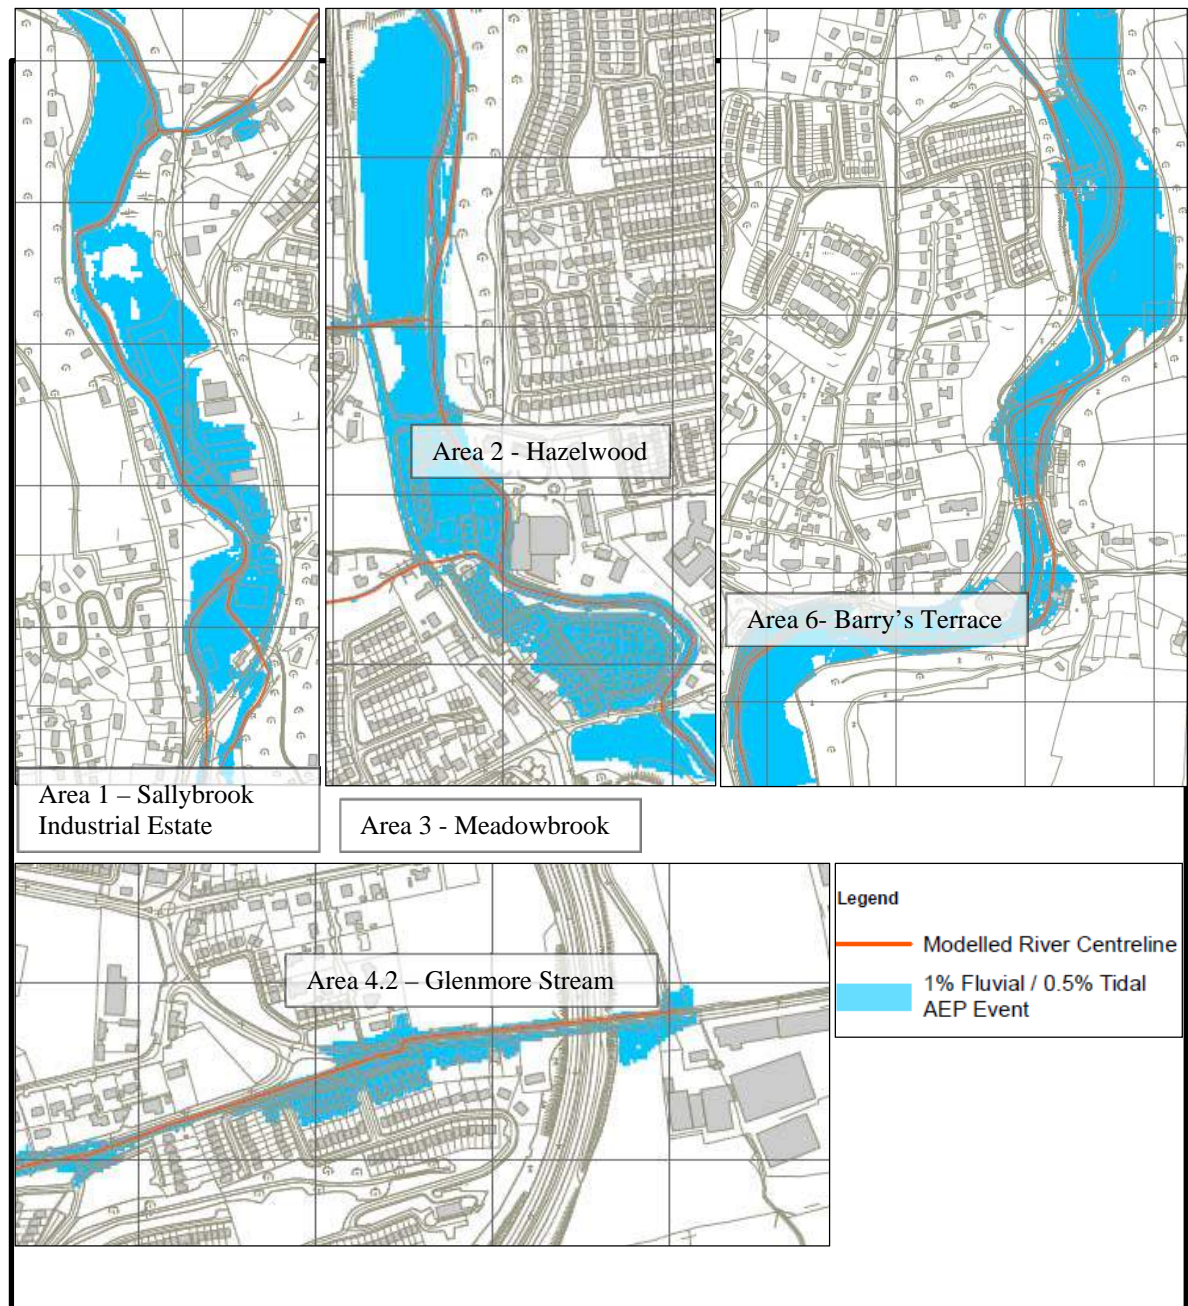 Area 2 - Hazelwood
Area 6- Barry’s Terrace
Area 1 – Sallybrook
Industrial Estate
Area 3 - Meadowbrook
Area 4.2 – Glenmore Stream
Legend
Modelled River Centreline
1% Fluvial / 0.5% Tidal
AEP Event